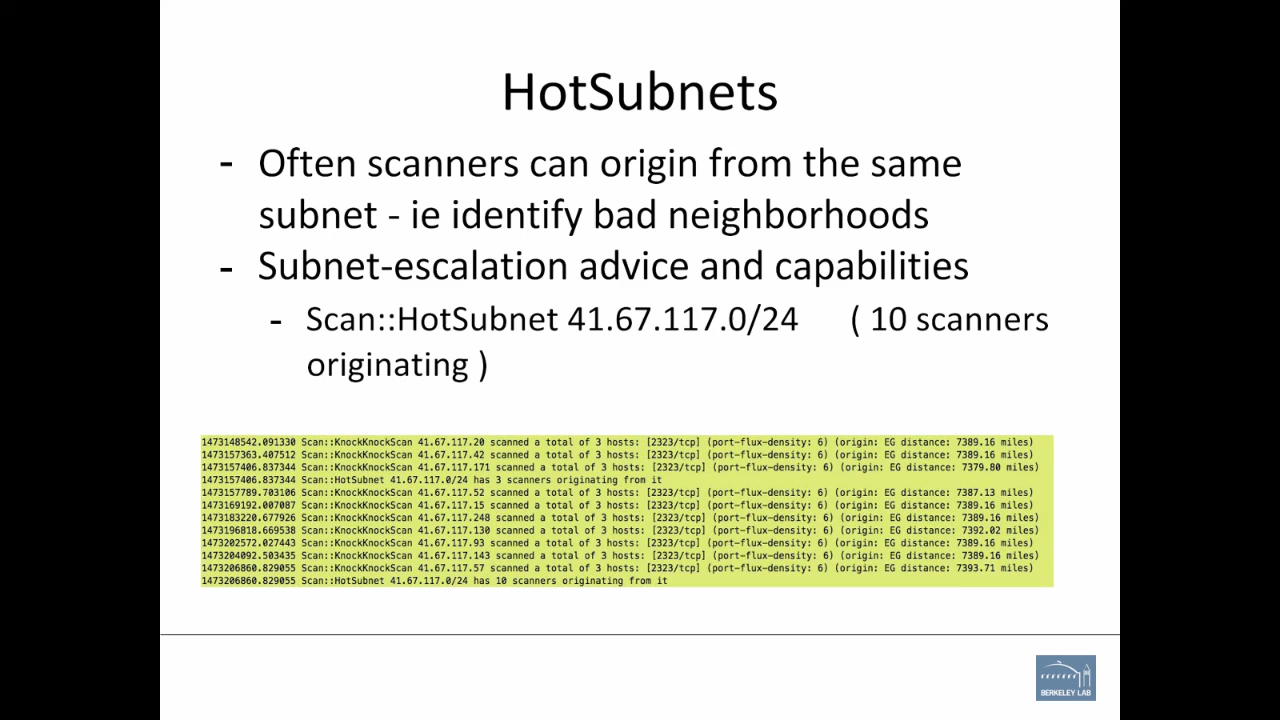 HotSubnets
- Often scanners can origin from the same
subnet - ie identify bad neighborhoods
- Subnet-escalation advice and capabilities
- Scan::HotSubnet 41.67.117.0/24 ( 10 scanners
originating )
1473148542.091330 Scan::KnockKnockScan 41.67.117.20 scanned a total of 3 hosts: [2323/tcp] (port-flux-density: 6) (origin: EG distance: 7389.16 miles)
1473157363.407512 Scan::KnockKnockScan 41.67.117.42 scanned a total of 3 hosts: [2323/tcp] (port-flux-density: 6) (origin: EG distance: 7389.16 miles)
1473157406.837344 Scan::KnockKnockScan 41.67.117.171 scanned a total of 3 hosts: [2323/tcp] (port-flux-density: 6) (origin: EG distance: 7379.80 miles)
1473157406.837344 Scan::HotSubnet 41.67.117.0/24 has 3 scanners originating from it
1473157789.703106 Scan::KnockKnockScan 41.67.117.52 scanned a total of 3 hosts: [2323/tcp] (port-flux-density: 6) (origin: EG distance: 7387.13 miles)
1473169192.007087 Scan::KnockKnockScan 41.67.117.15 scanned a total of 3 hosts: [2323/tcp] (port-flux-density: 6) (origin: EG distance: 7389.16 miles)
1473183220.677926 Scan::KnockKnockScan 41.67.117.248 scanned a total of 3 hosts: [2323/tcp] (port-flux-density: 6) (origin: EG distance: 7389.16 miles)
1473196818.669538 Scan::KnockKnockScan 41.67.117.130 scanned a total of 3 hosts: [2323/tcp] (port-flux-density: 6) (origin: EG distance: 7392.02 miles)
1473202572.027443 Scan::KnockKnockScan 41.67.117.93 scanned a total of 3 hosts: [2323/tcp] (port-flux-density: 6) (origin: EG distance: 7389.16 miles)
1473204092.503435 Scan::KnockKnockScan 41.67.117.143 scanned a total of 3 hosts: [2323/tcp] (port-flux-density: 6) (origin: EG distance: 7389.16 miles)
1473206860.829055 Scan::KnockKnockScan 41.67.117.57 scanned a total of 3 hosts: [2323/tcp] (port-flux-density: 6) (origin: EG distance: 7393.71 miles)
1473206860.829055 Scan::HotSubnet 41.67.117.0/24 has 10 scanners originating from it
BERKELEY LAB